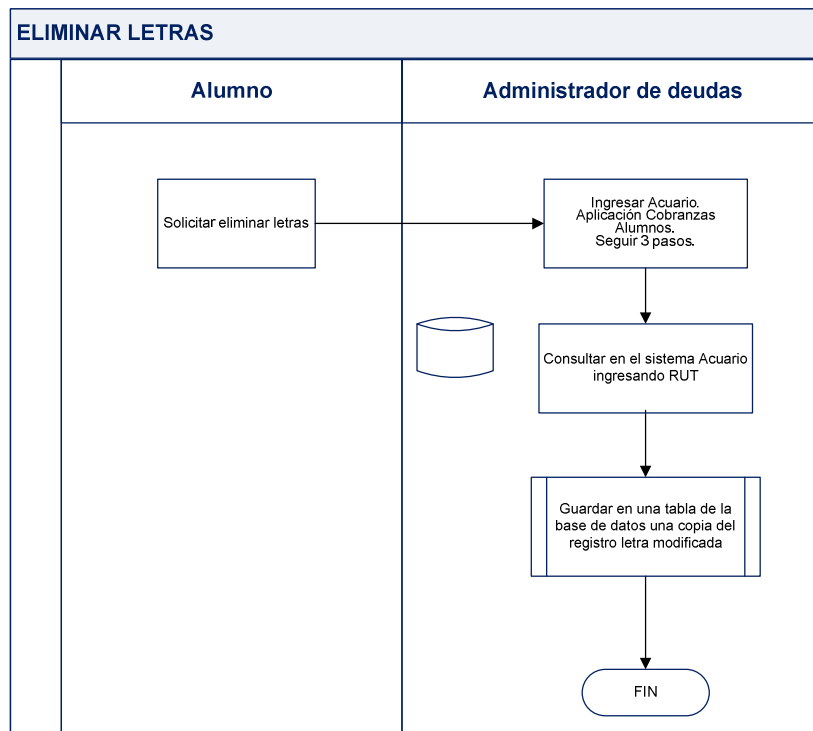 ELIMINAR LETRAS
Alumno
Administrador de deudas
Solicitar eliminar letras
Ingresar Acuario.
Aplicación Cobranzas
Alumnos.
Seguir 3 pasos.
Consultar en el sistema Acuario
ingresando RUT
Guardar en una tabla de la
base de datos una copia del
registro letra modificada
FIN